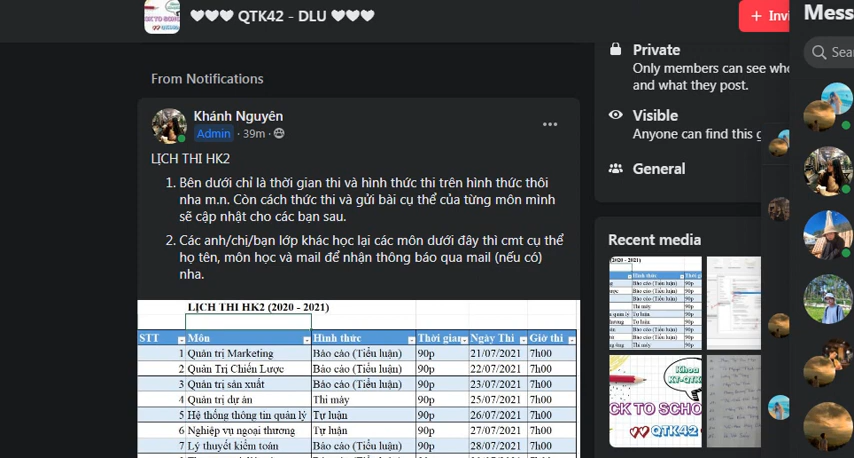 ♥♥♥ QTK42 - DLU ♥♥♥
From Notifications
Khánh Nguyên
Admin · 39m ·
LỊCH THI HK2
1. Bên dưới chỉ là thời gian thi và hình thức thi trên hình thức thôi
nha m.n. Còn cách thức thi và gửi bài cụ thể của từng môn mình
sẽ cập nhật cho các bạn sau.
2. Các anh/chị/bạn lớp khác học lại các môn dưới đây thì cmt cụ thể
họ tên, môn học và mail để nhận thông báo qua mail (nếu có)
nha.
LỊCH THI HK2 (2020 - 2021)
STT Môn Hình thức Thời gian Ngày Thi Giờ thi
1 Quản trị Marketing Báo cáo (Tiểu luận) 90p 21/07/2021 7h00
2 Quản Trị Chiến Lược Báo cáo (Tiểu luận) 90p 22/07/2021 7h00
3 Quản trị sản xuất Báo cáo (Tiểu luận) 90p 23/07/2021 7h00
4 Quản trị dự án Thi máy 90p 25/07/2021 7h00
5 Hệ thống thông tin quản lý Tự luận 90p 26/07/2021 7h00
6 Nghiệp vụ ngoại thương Tự luận 90p 27/07/2021 7h00
7 Lý thuyết kiểm toán Báo cáo (Tiểu luận) 90p 28/07/2021 7h00
+ Invi
Private
Only members can see who
and what they post.
Visible
Anyone can find this g
General
Recent media
Khoa
CK TO SCHO
QTK42
Mess
Sea